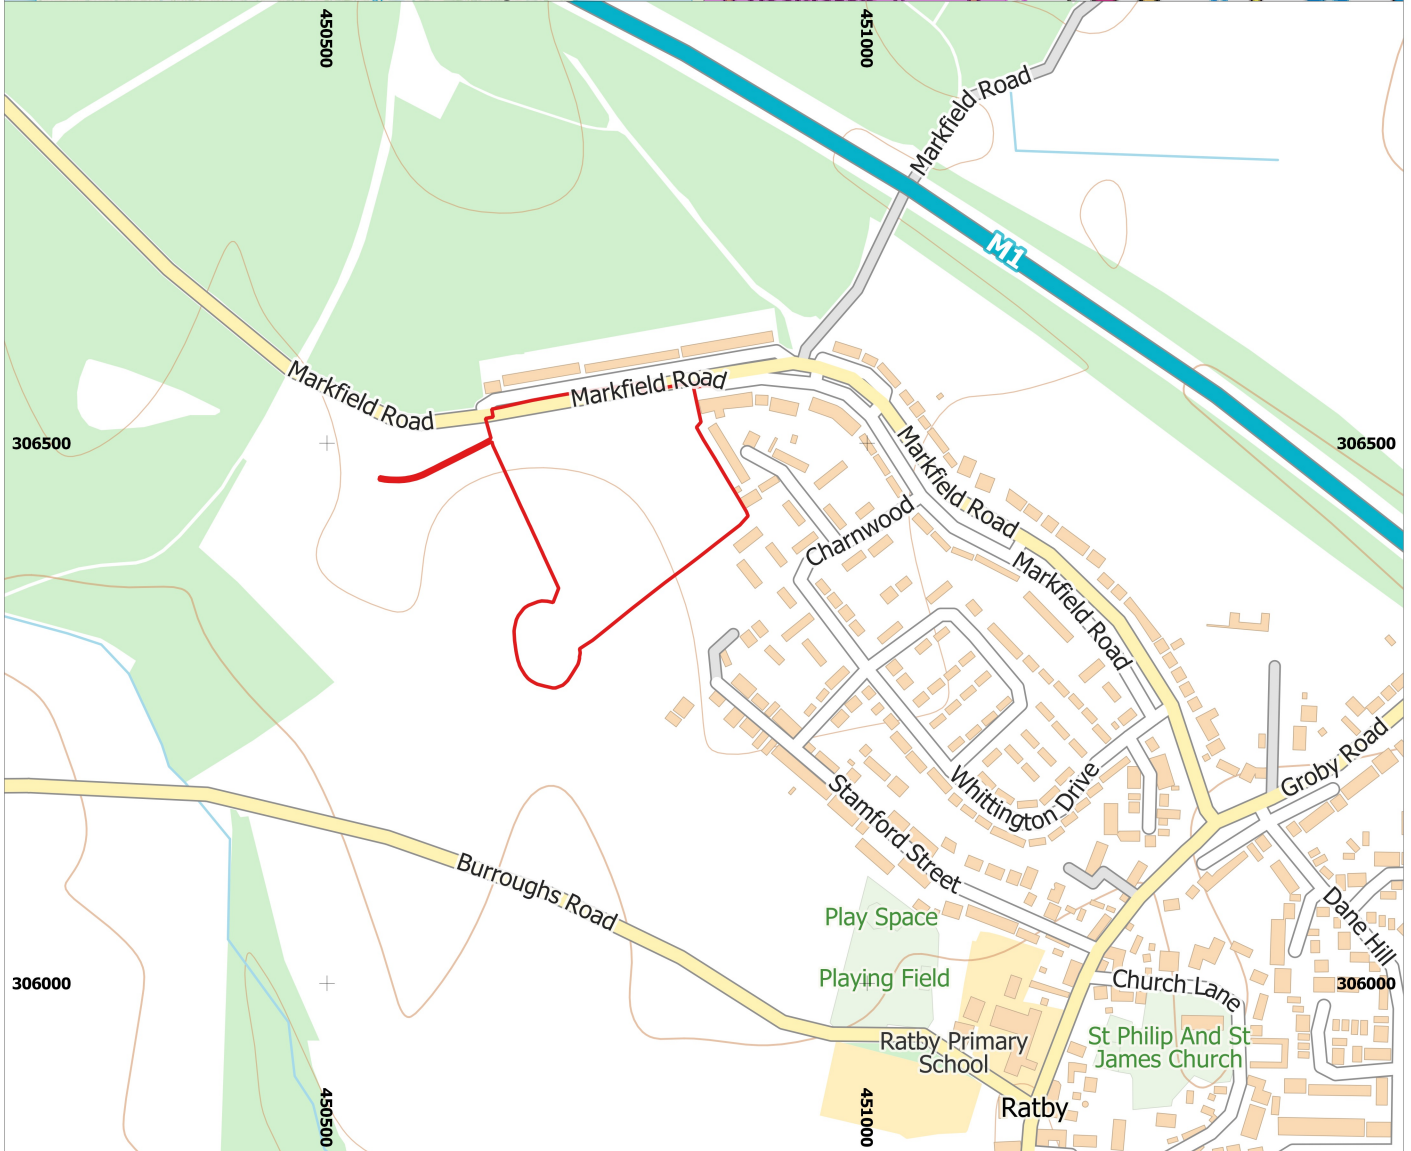 450500
451000
Markfield Road
M1
Markfield Road
Markfield Road
306500
306500
Markfield Road
Charnwood
Markfield Road
Groby Road
Whittington Drive
Stamford Street
Burroughs Road
Dane Hill
Play Space
Playing Field
306000
306000
Church Lane
St Philip And St
James Church
Ratby Primary
School
Ratby
450500
451000
Markfield Road